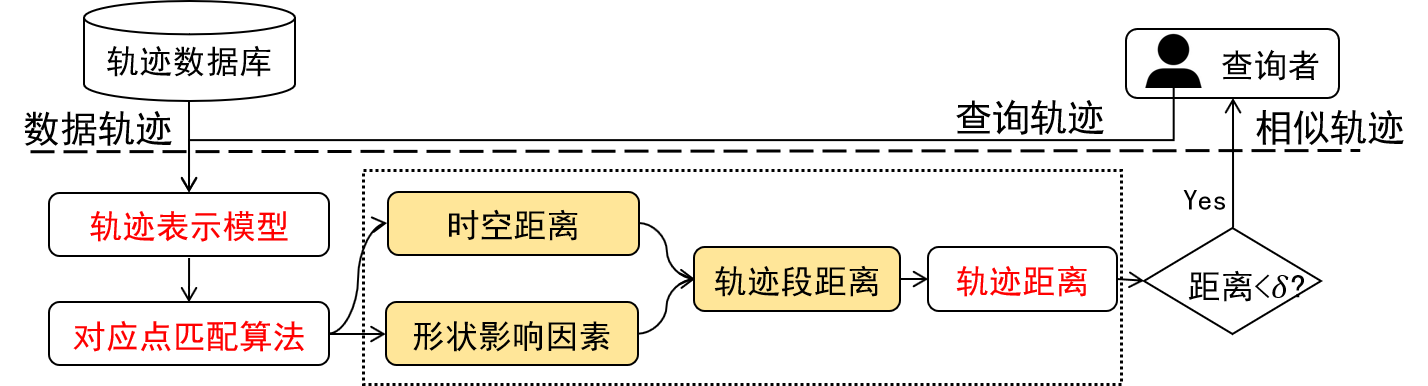 轨迹数据库
查询者
数据轨迹
查询轨迹
相似轨迹
轨迹表示模型
时空距离
Yes
轨迹段距离
轨迹距离
距离<δ?
对应点匹配算法
形状影响因素